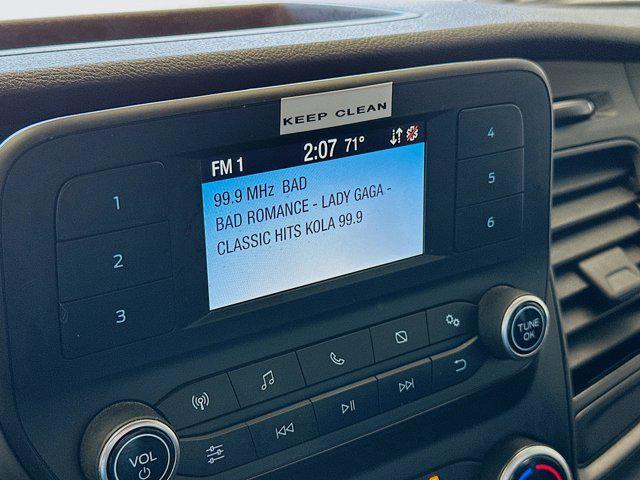 KEEP CLEAN
FM 1 2:07 71°
99.9 MHz BAD
BAD ROMANCE - LADY GAGA -
CLASSIC HITS KOLA 99.9
1
2
3
4
5
6
TUNE
OK
VOL